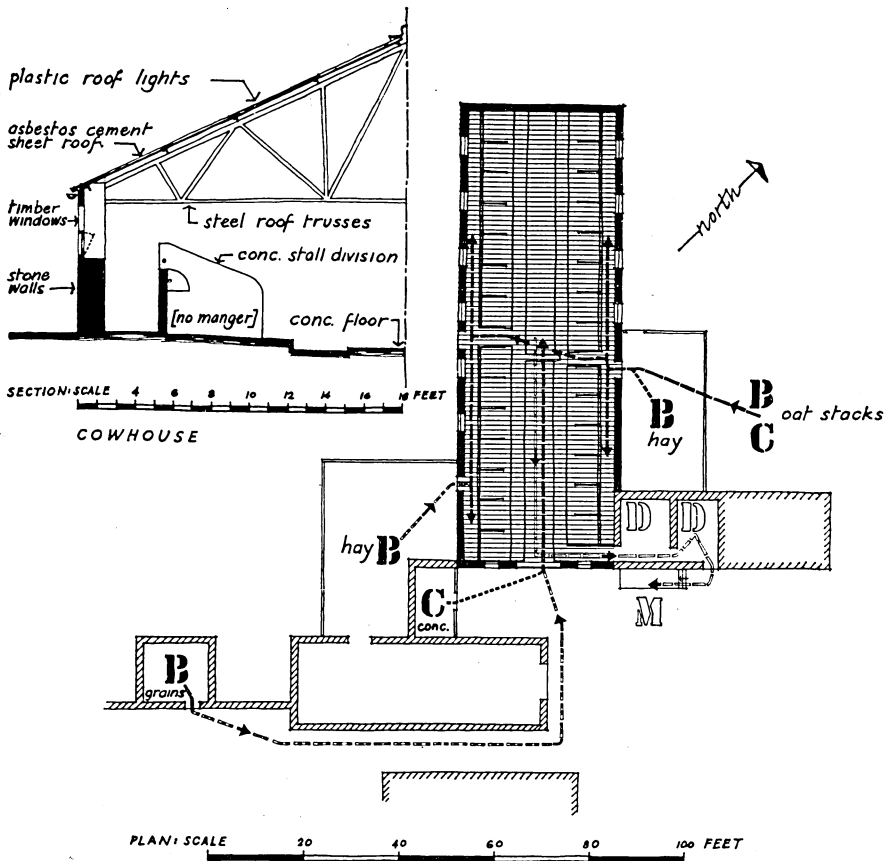 plastic roof lights
asbestos cement
sheet roof
timber
windows
steel roof trusses
conc. stall division
stone
walls
[no manger]
conc. floor
SECTION: SCALE 4 6 8 10 12 14 16 18 FEET
COWHOUSE
north
B
hay
B
C
oat stacks
hay B
D D
C
conc.
M
B
grains
PLAN: SCALE 20 40 60 80 100 FEET